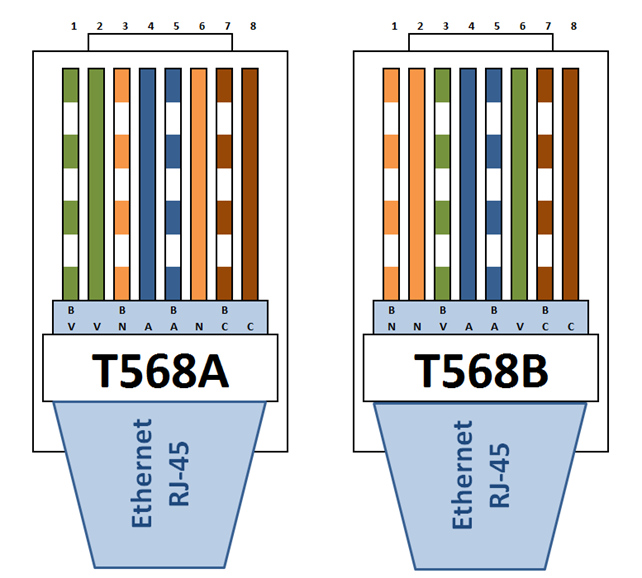 1 2 3 4 5 6 7 8
B B B B
V V N A A N C C
T568A
Ethernet
RJ-45
1 2 3 4 5 6 7 8
B B B B
N N V A A V C C
T568B
Ethernet
RJ-45